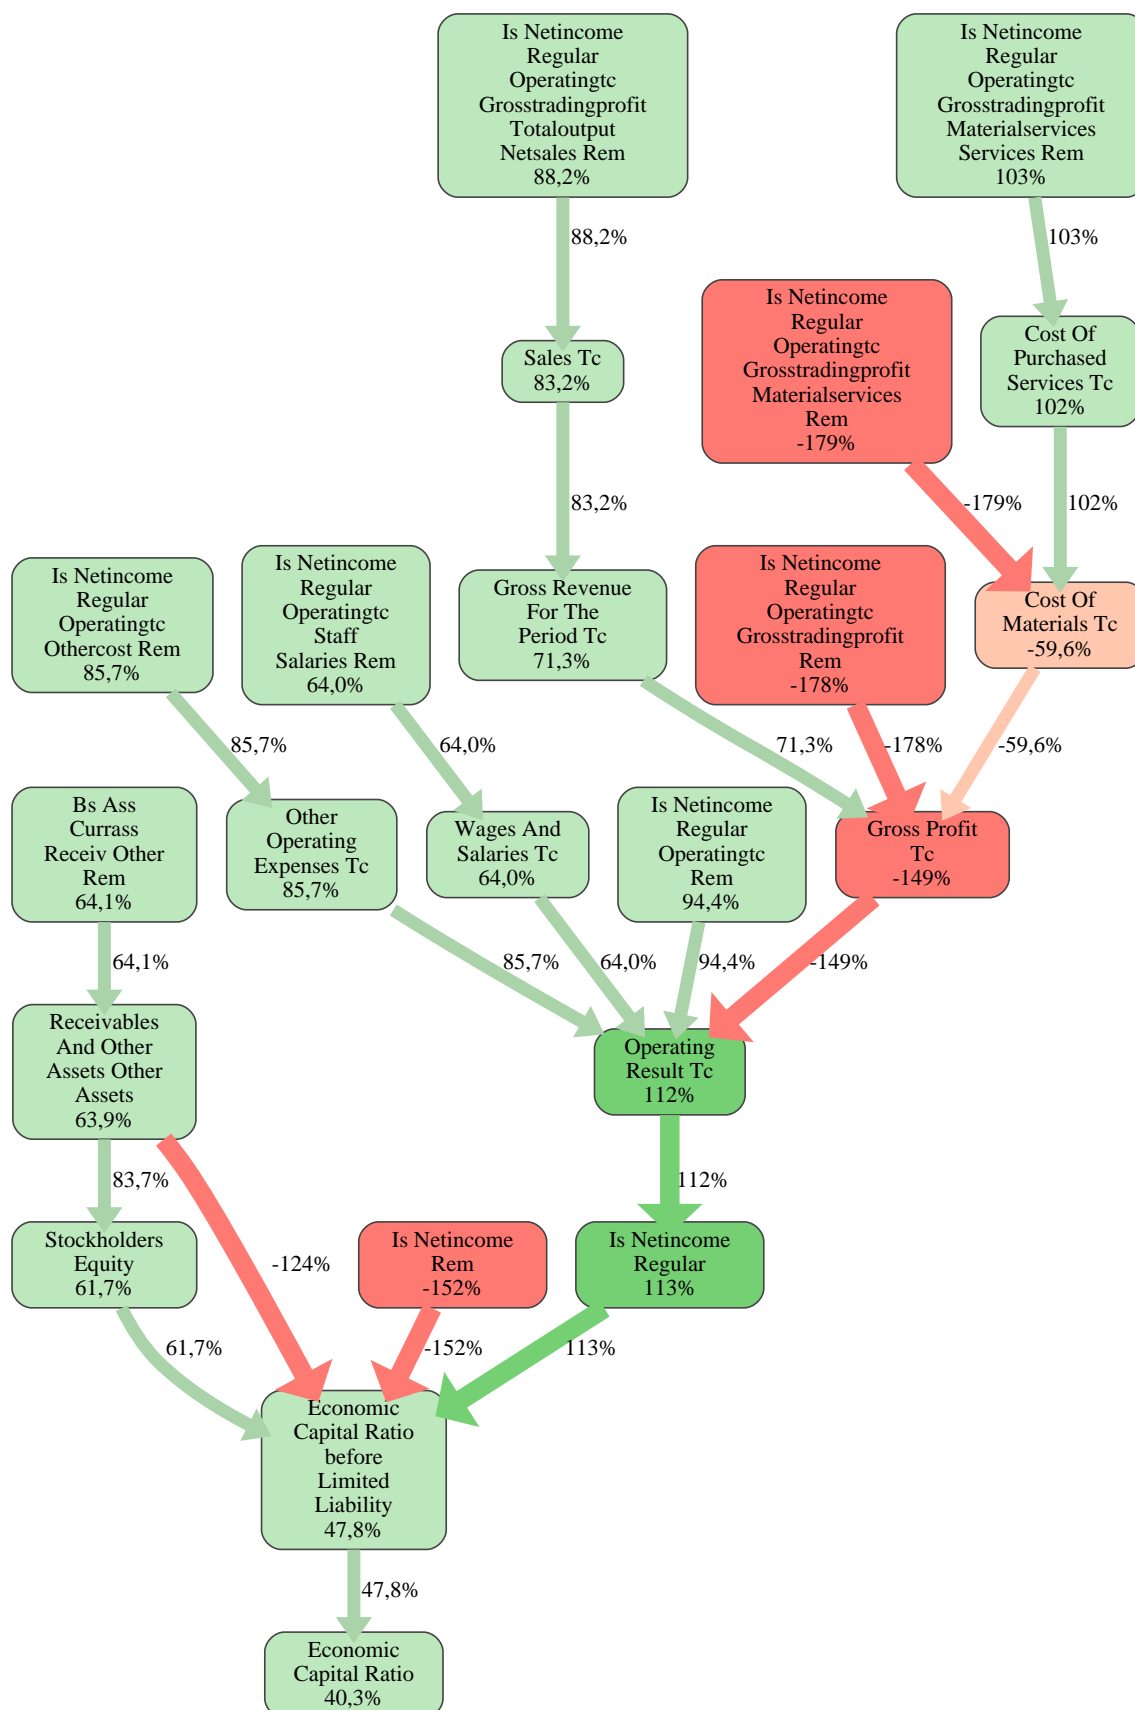 Is Netincome
Regular
Operatingtc
Grosstradingprofit
Totaloutput
Netsales Rem
88,2%
Is Netincome
Regular
Operatingtc
Grosstradingprofit
Materialservices
Services Rem
103%
88,2%
103%
Is Netincome
Regular
Operatingtc
Grosstradingprofit
Materialservices
Rem
-179%
Sales Tc
83,2%
Cost Of
Purchased
Services Tc
102%
83,2%
-179%
102%
Is Netincome
Regular
Operatingtc
Othercost Rem
85,7%
Is Netincome
Regular
Operatingtc
Staff
Salaries Rem
64,0%
Gross Revenue
For The
Period Tc
71,3%
Is Netincome
Regular
Operatingtc
Grosstradingprofit
Rem
-178%
Cost Of
Materials Tc
-59,6%
85,7%
64,0%
71,3%
-178%
-59,6%
Bs Ass
Currass
Receiv Other
Rem
64,1%
Other
Operating
Expenses Tc
85,7%
Wages And
Salaries Tc
64,0%
Is Netincome
Regular
Operatingtc
Rem
94,4%
Gross Profit
Tc
-149%
64,1%
85,7%
64,0%
94,4%
-149%
Receivables
And Other
Assets Other
Assets
63,9%
Operating
Result Tc
112%
83,7%
-124%
112%
Stockholders
Equity
61,7%
Is Netincome
Rem
-152%
Is Netincome
Regular
113%
61,7%
-152%
113%
Economic
Capital Ratio
before
Limited
Liability
47,8%
47,8%
Economic
Capital Ratio
40,3%